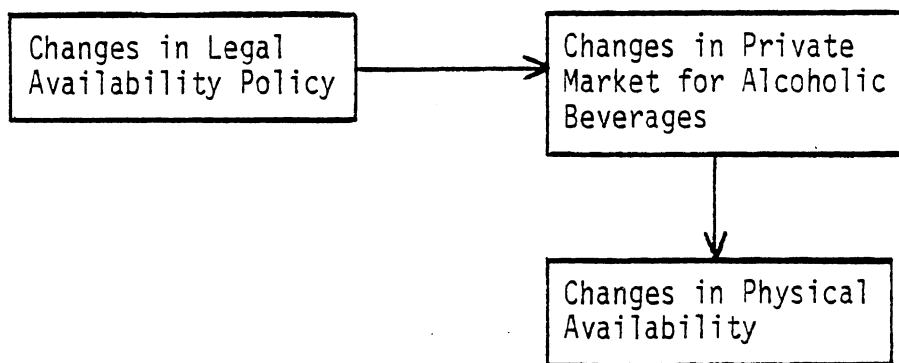 Changes in Legal
Availability Policy
Changes in Private
Market for Alcoholic
Beverages
Changes in Physical
Availability